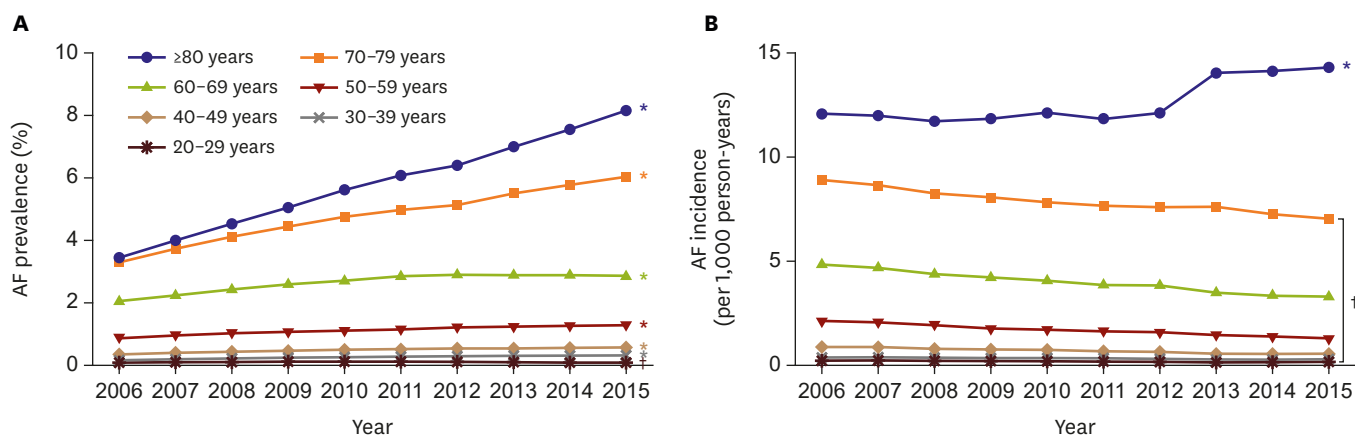 A
B
AF prevalence (%)
10
8
6
4
2
0
≥80 years
70–79 years
60–69 years
50–59 years
40–49 years
30–39 years
20–29 years
*
*
*
*
*
*
†
2006 2007 2008 2009 2010 2011 2012 2013 2014 2015
Year
AF incidence
(per 1,000 person-years)
15
10
5
0
*
†
2006 2007 2008 2009 2010 2011 2012 2013 2014 2015
Year